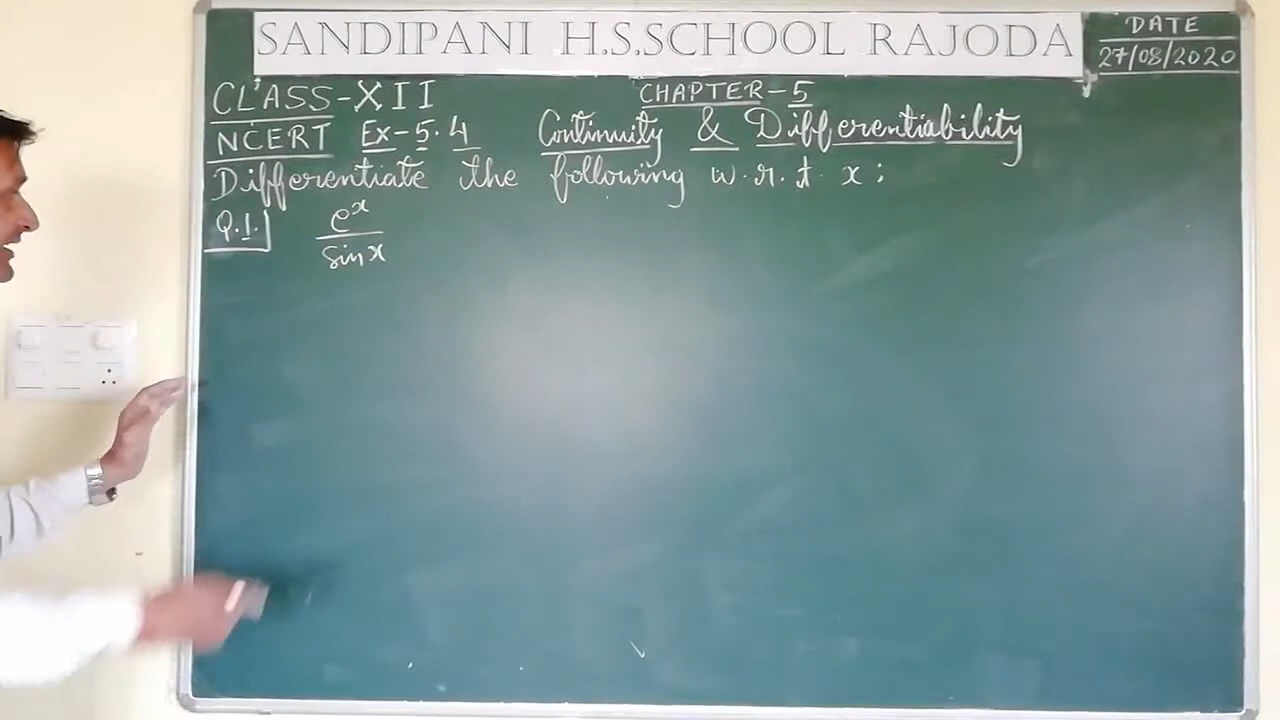 SANDIPANI H.S.SCHOOL RAJODA
DATE
27/08/2020
CLASS-XII
CHAPTER-5
NCERT Ex-5.4 Continuity & Differentiability
Differentiate the following w.r.t. x:
Q.1. e^x
sin x